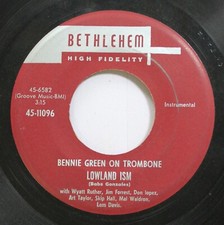 BETHLEHEM
HIGH FIDELITY
45-6582
(Groove Music-BMI)
3.15
45-11096
Instrumental
BENNIE GREEN ON TROMBONE
LOWLAND ISM
(Babs Gonzales)
with Wyatt Ruther, Jim Forrest, Don Iopes,
Art Taylor, Skip Hall, Mal Waldron,
Lem Davis.